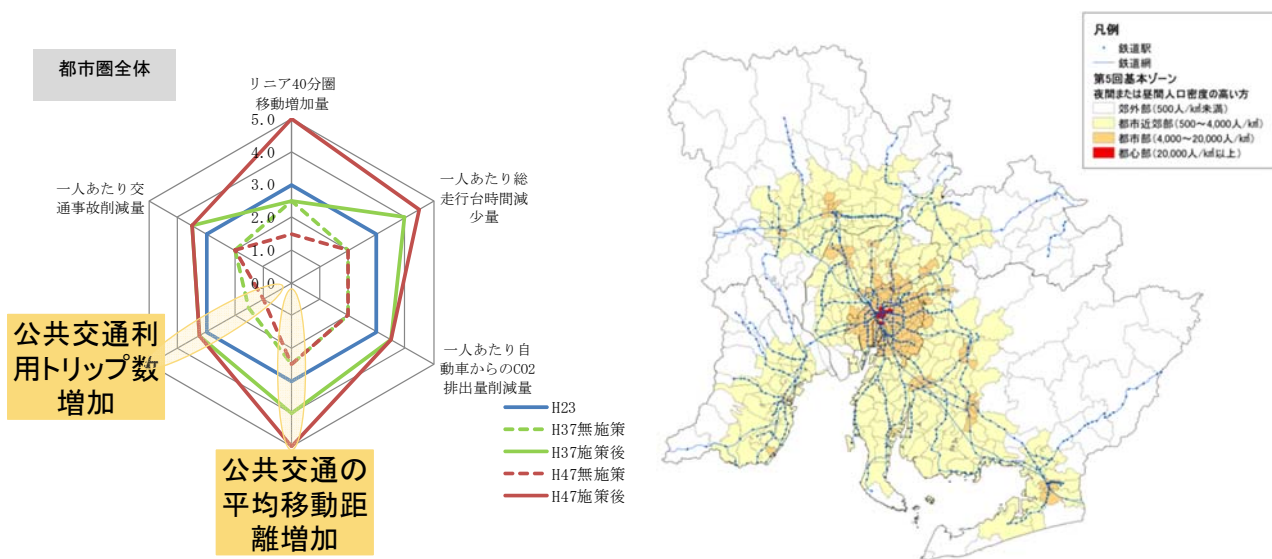 都市圏全体
リニア40分圏
移動増加量
5.0
4.0
3.0
2.0
1.0
0.0
一人あたり総
走行台時間減
少量
一人あたり自
動車からのCO2
排出量削減量
一人あたり交
通事故削減量
公共交通利
用トリップ数
増加
公共交通の
平均移動距
離増加
H23
H37無施策
H37施策後
H47無施策
H47施策後
凡例
鉄道駅
鉄道網
第5回基本ゾーン
夜間または昼間人口密度の高い方
郊外部(500人/k㎡未満)
都市近郊部(500～4,000人/k㎡)
都市部(4,000～20,000人/k㎡)
都心部(20,000人/k㎡以上)